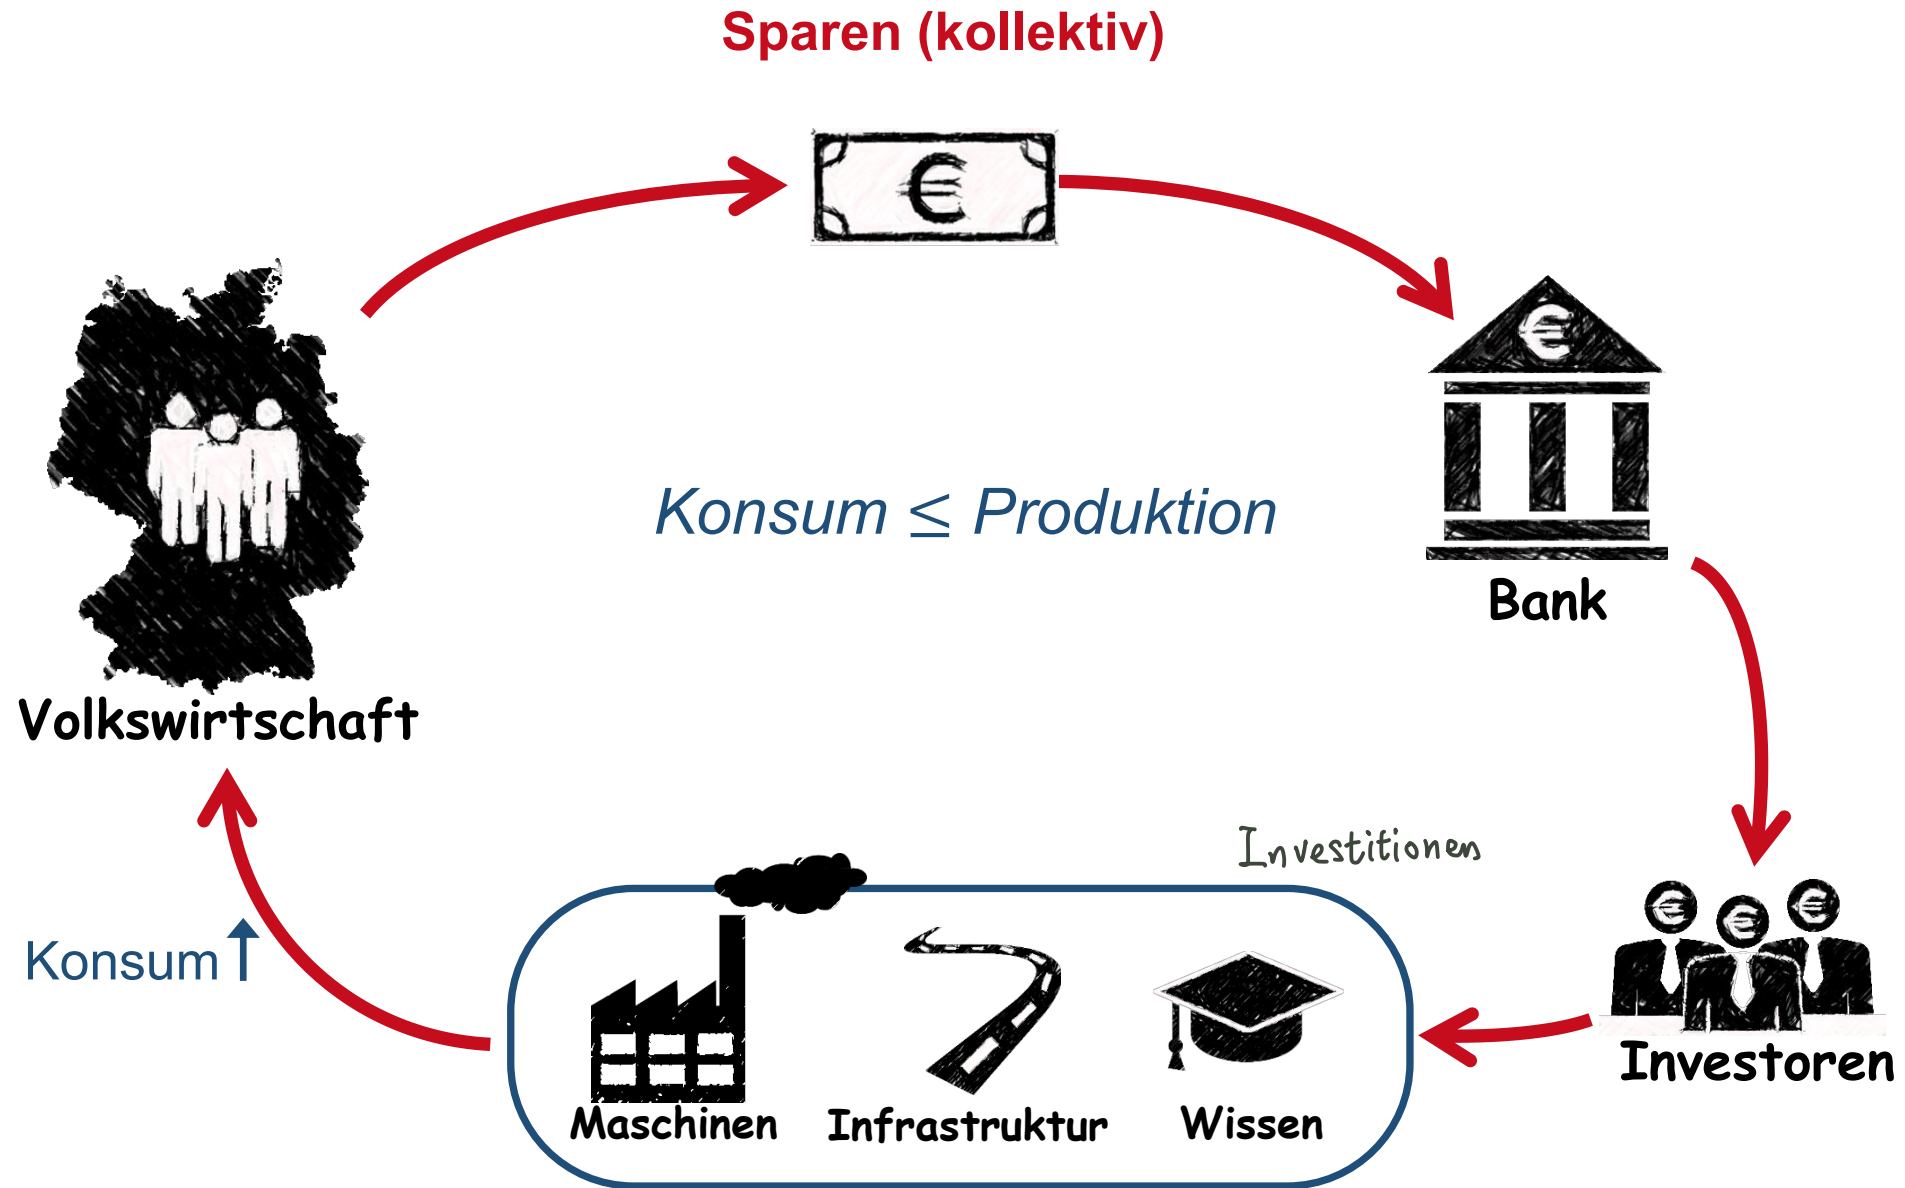 Sparen (kollektiv)
€
€
Konsum ≤ Produktion
Bank
Volkswirtschaft
Investitionen
Konsum ↑
€ € €
Investoren
Maschinen Infrastruktur Wissen